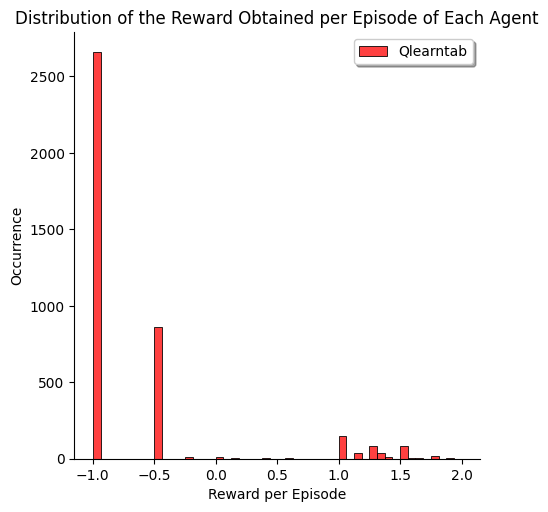 Distribution of the Reward Obtained per Episode of Each Agent
Qlearntab
2500
2000
1500
1000
500
0
Occurrence
−1.0 −0.5 0.0 0.5 1.0 1.5 2.0
Reward per Episode